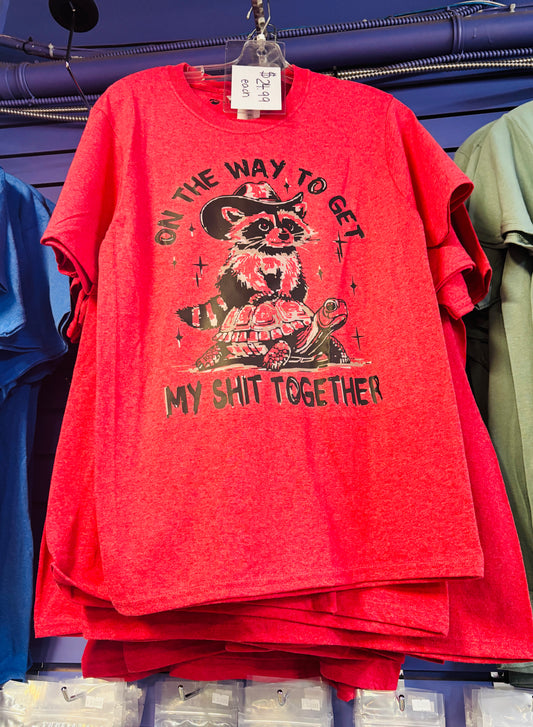 $24.99
each
ON THE WAY TO GET
MY SHIT TOGETHER